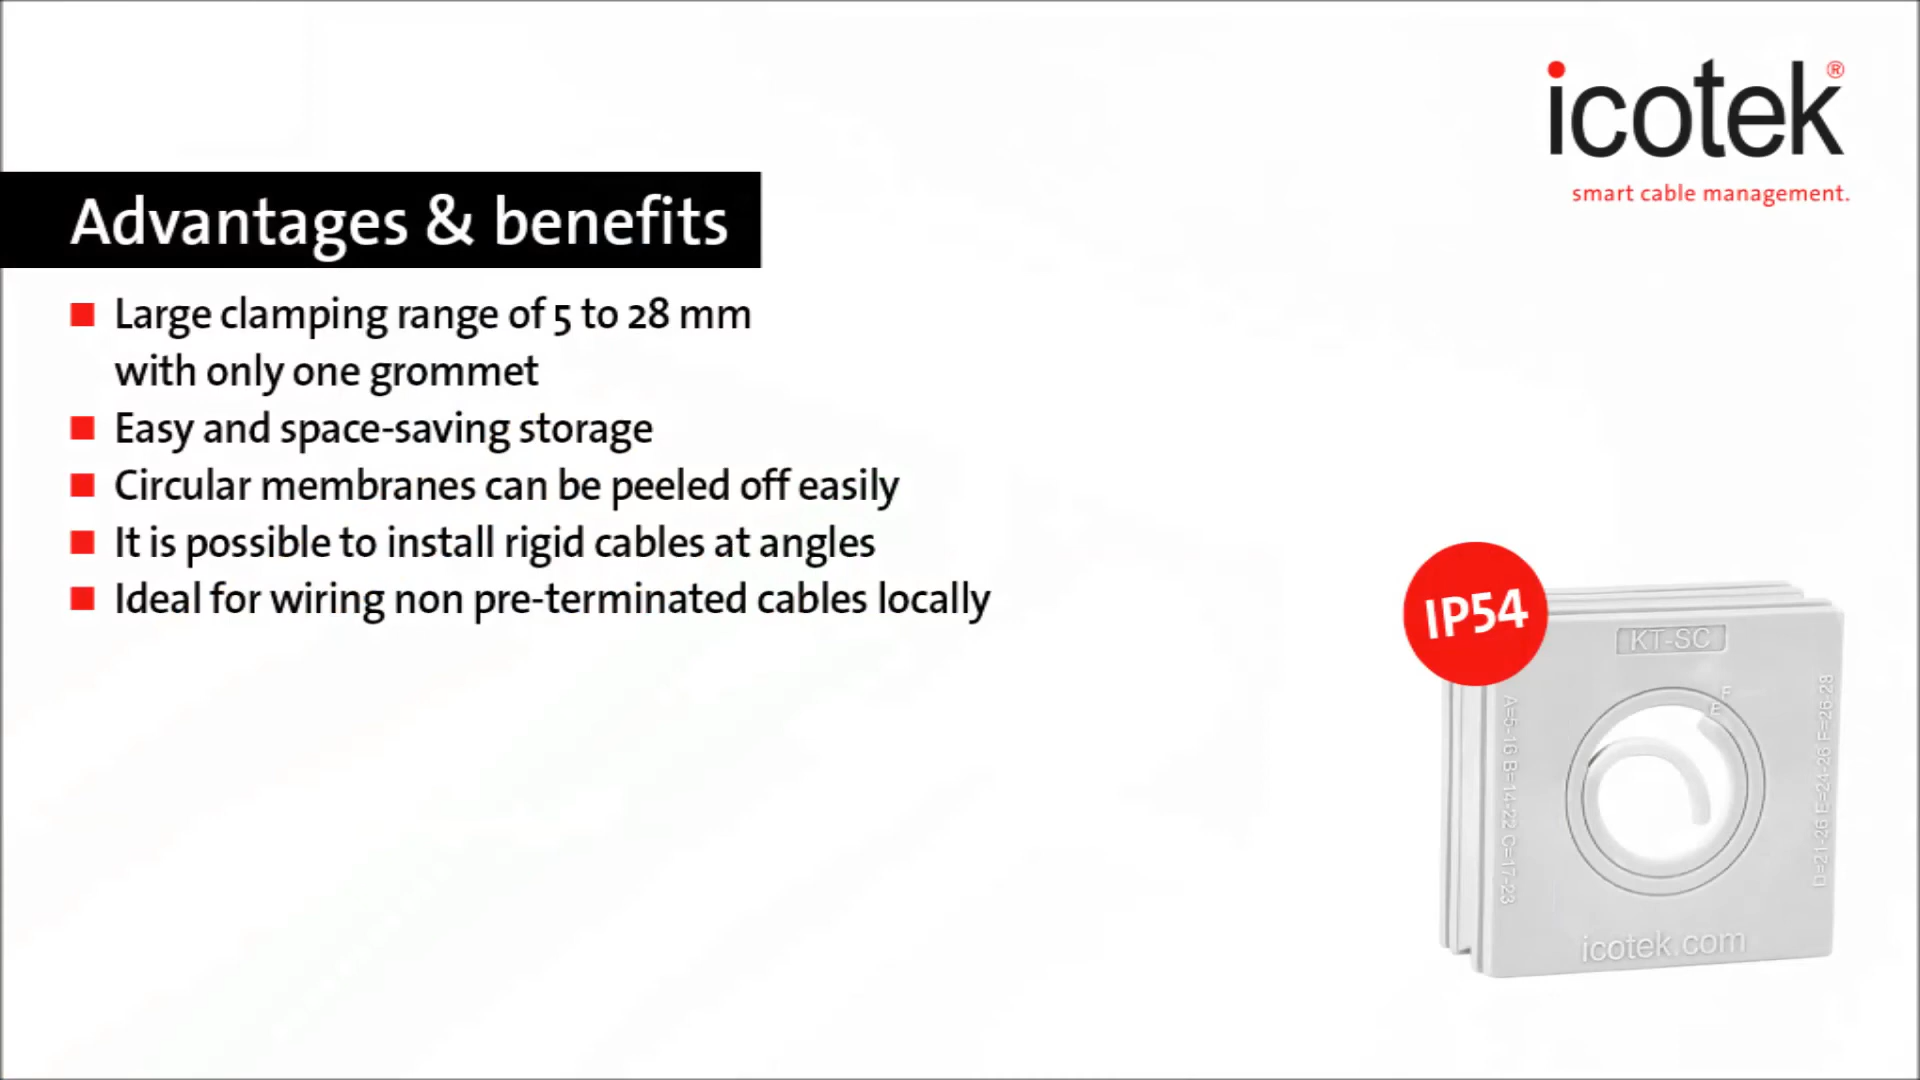 icotek®
smart cable management.
Advantages & benefits
Large clamping range of 5 to 28 mm
with only one grommet
Easy and space-saving storage
Circular membranes can be peeled off easily
It is possible to install rigid cables at angles
Ideal for wiring non pre-terminated cables locally
IP54
KT-SC
F
E
A=5-16 B=14-22 C=17-23
D=21-26 E=24-26 F=26-28
icotek.com